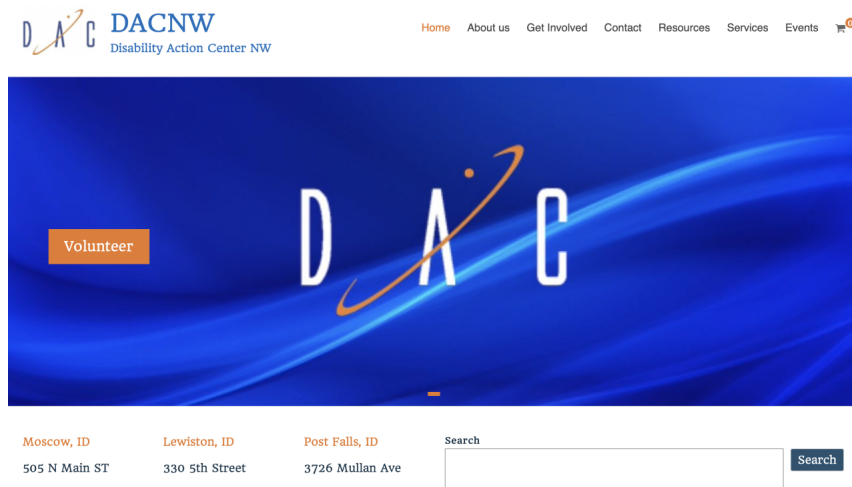 DAC
DACNW
Disability Action Center NW
Home About us Get Involved Contact Resources Services Events 0
Volunteer
DAC
Moscow, ID Lewiston, ID Post Falls, ID Search
505 N Main ST 330 5th Street 3726 Mullan Ave Search